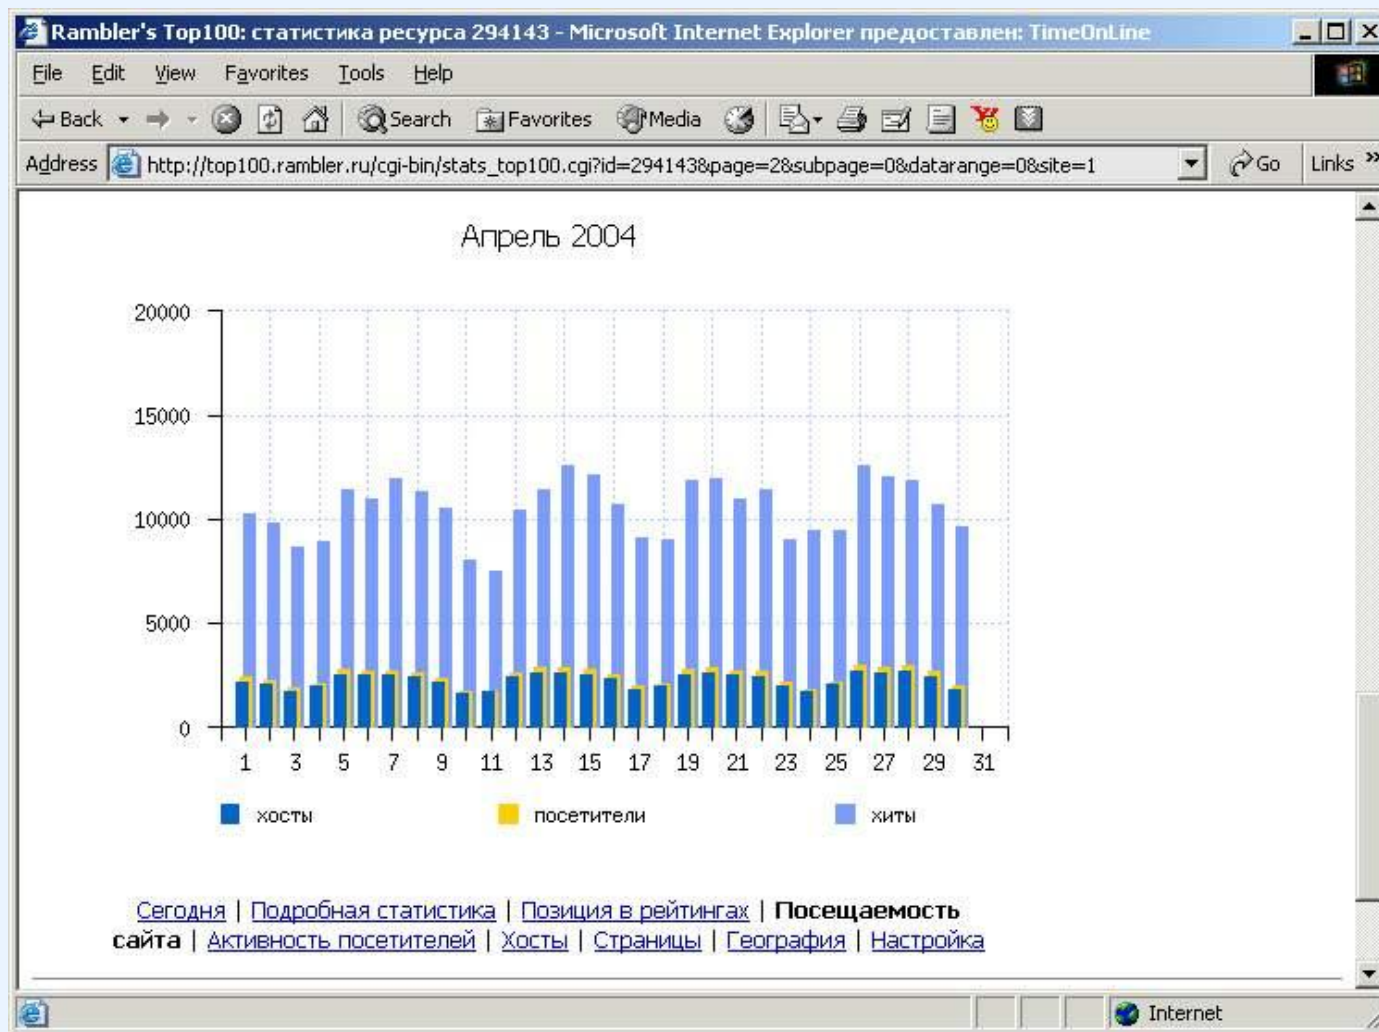 Rambler's Top100: статистика ресурса 294143 - Microsoft Internet Explorer предоставлен: TimeOnLine
File Edit View Favorites Tools Help
Back Search Favorites Media
Address http://top100.rambler.ru/cgi-bin/stats_top100.cgi?id=294143&page=2&subpage=0&datarange=0&site=1 Go Links »
Апрель 2004
20000
15000
10000
5000
0
1 3 5 7 9 11 13 15 17 19 21 23 25 27 29 31
хосты посетители хиты
Сегодня | Подробная статистика | Позиция в рейтингах | Посещаемость
сайта | Активность посетителей | Хосты | Страницы | География | Настройка
Internet